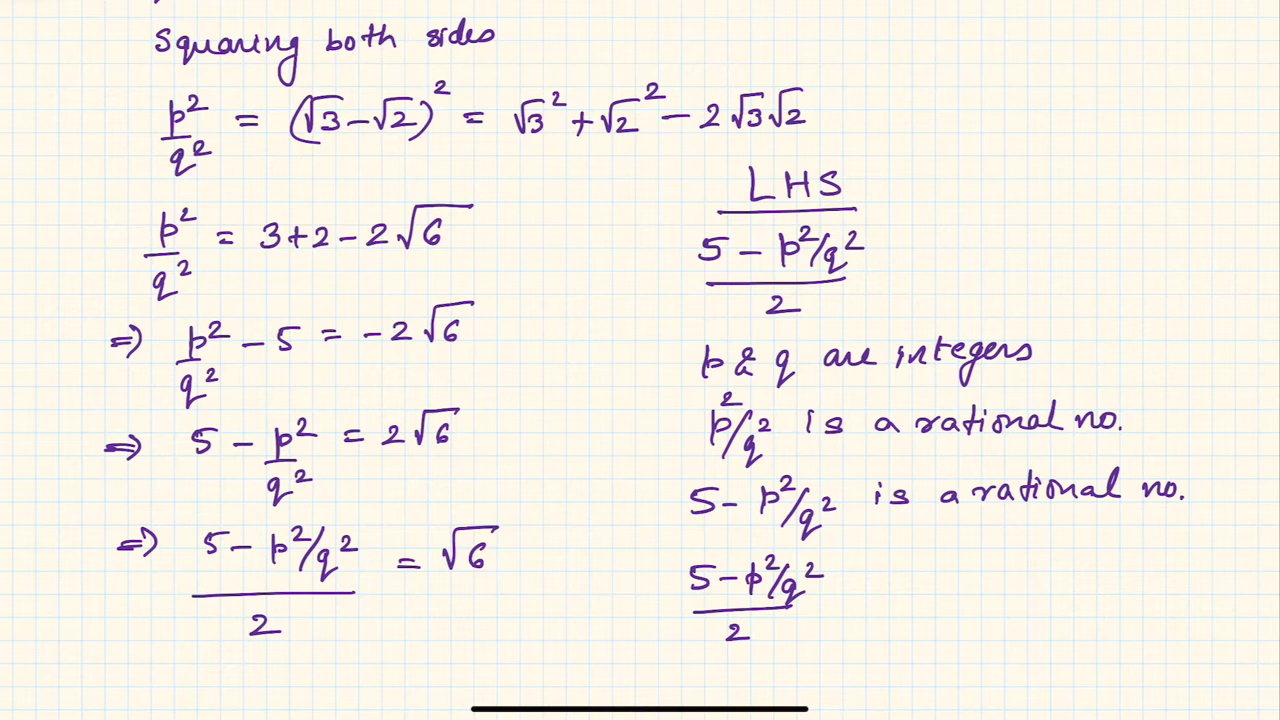 Squaring both sides
p²/q² = (√3-√2)² = √3² + √2² - 2√3√2
p²/q² = 3+2-2√6
⇒ p²/q² - 5 = -2√6
⇒ 5 - p²/q² = 2√6
⇒ (5 - p²/q²)/2 = √6
LHS
(5 - p²/q²)/2
p & q are integers
p²/q² is a rational no.
5 - p²/q² is a rational no.
(5 - p²/q²)/2